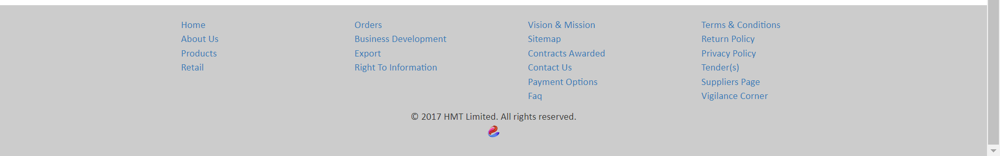 Home
About Us
Products
Retail
Orders
Business Development
Export
Right To Information
Vision & Mission
Sitemap
Contracts Awarded
Contact Us
Payment Options
Faq
Terms & Conditions
Return Policy
Privacy Policy
Tender(s)
Suppliers Page
Vigilance Corner
© 2017 HMT Limited. All rights reserved.